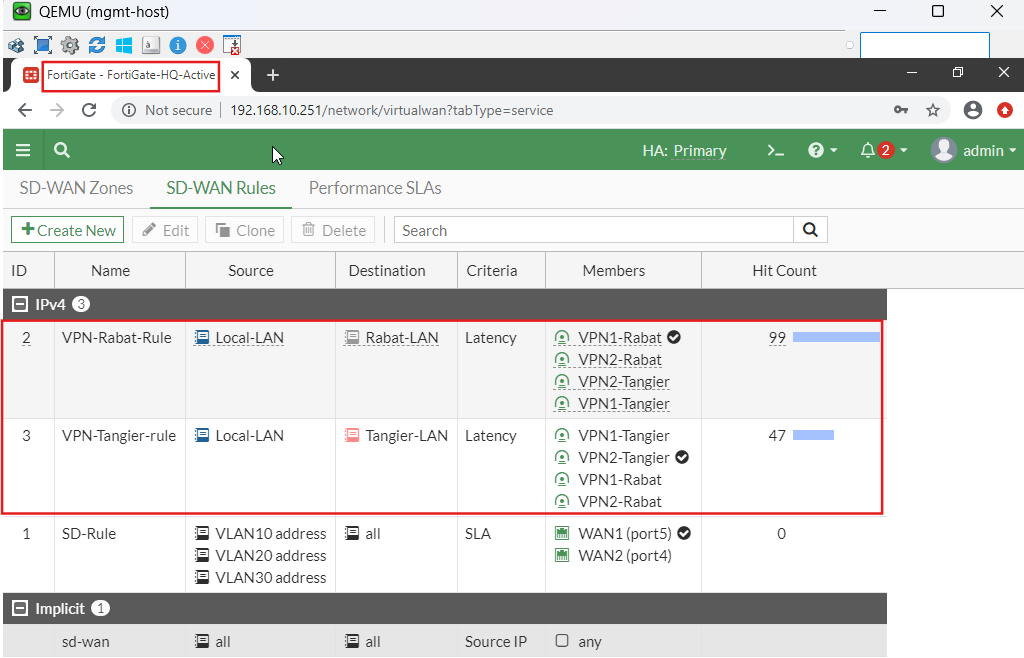 QEMU (mgmt-host)
FortiGate - FortiGate-HQ-Active
Not secure 192.168.10.251/network/virtualwan?tabType=service
HA: Primary >_ ? 2 admin
SD-WAN Zones SD-WAN Rules Performance SLAs
+Create New Edit Clone Delete Search
ID Name Source Destination Criteria Members Hit Count
IPv4 3
2 VPN-Rabat-Rule Local-LAN Rabat-LAN Latency VPN1-Rabat 99
VPN2-Rabat
VPN2-Tangier
VPN1-Tangier
3 VPN-Tangier-rule Local-LAN Tangier-LAN Latency VPN1-Tangier 47
VPN2-Tangier
VPN1-Rabat
VPN2-Rabat
1 SD-Rule VLAN10 address all SLA WAN1 (port5) 0
VLAN20 address WAN2 (port4)
VLAN30 address
Implicit 1
sd-wan all all Source IP any